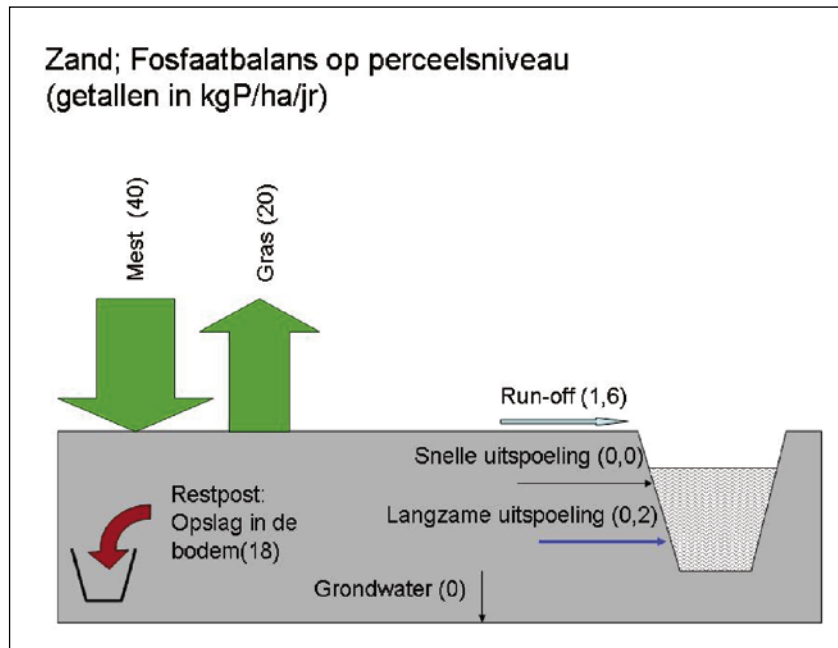 Zand; Fosfaatbalans op perceelsniveau
(getallen in kgP/ha/jr)
Mest (40)
Gras (20)
Run-off (1,6)
Snelle uitspoeling (0,0)
Langzame uitspoeling (0,2)
Restpost:
Opslag in de
bodem(18)
Grondwater (0)